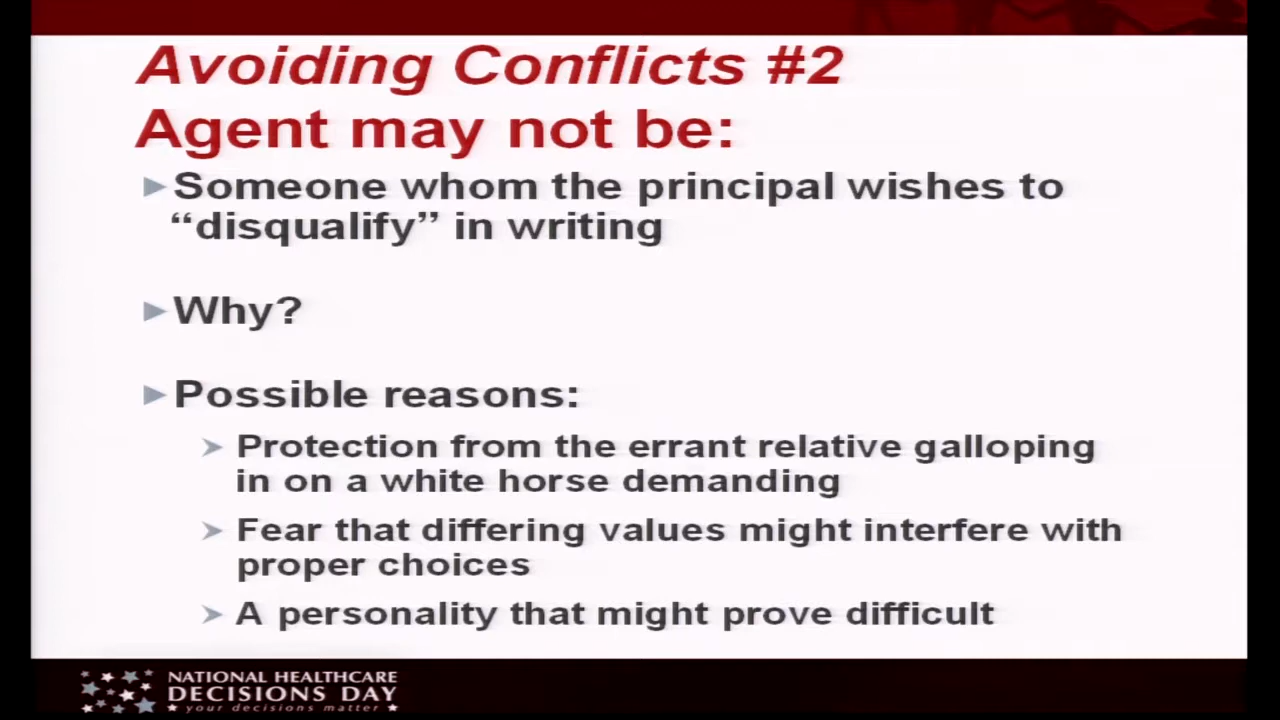 Avoiding Conflicts #2
Agent may not be:
Someone whom the principal wishes to
“disqualify” in writing
Why?
Possible reasons:
Protection from the errant relative galloping
in on a white horse demanding
Fear that differing values might interfere with
proper choices
A personality that might prove difficult
NATIONAL HEALTHCARE
DECISIONS DAY
your decisions matter